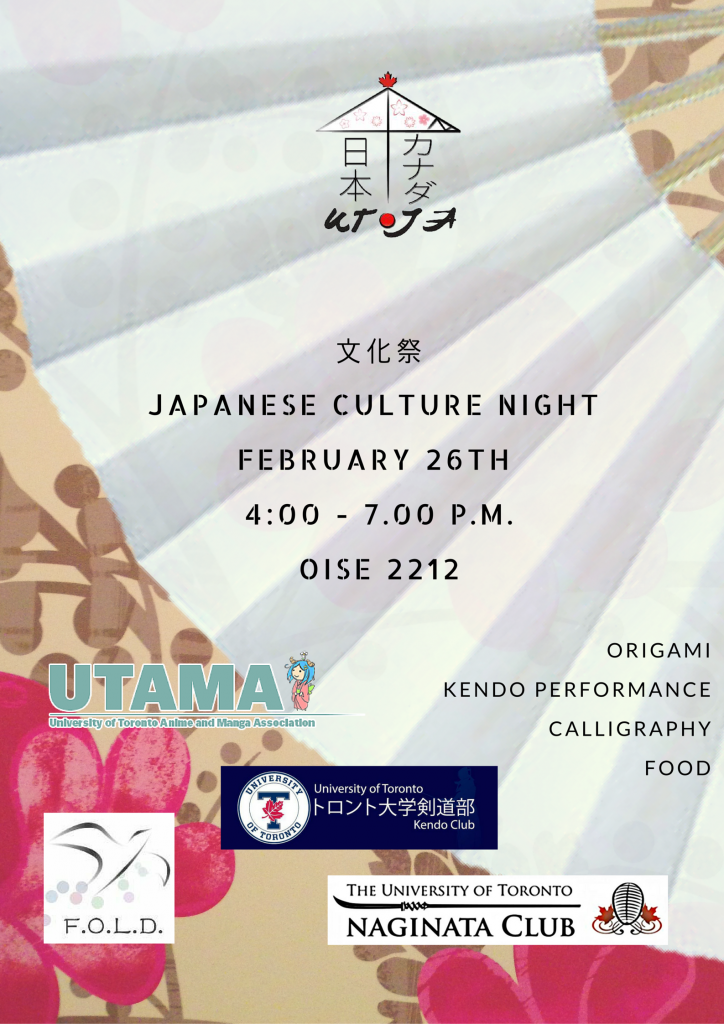 日本
カナダ
UTOJA
文化祭
JAPANESE CULTURE NIGHT
FEBRUARY 26TH
4:00 - 7.00 P.M.
OISE 2212
ORIGAMI
KENDO PERFORMANCE
CALLIGRAPHY
FOOD
UTAMA
University of Toronto Anime and Manga Association
UNIVERSITY
OF TORONTO
T
University of Toronto
トロント大学剣道部
Kendo Club
F.O.L.D.
THE UNIVERSITY OF TORONTO
NAGINATA CLUB